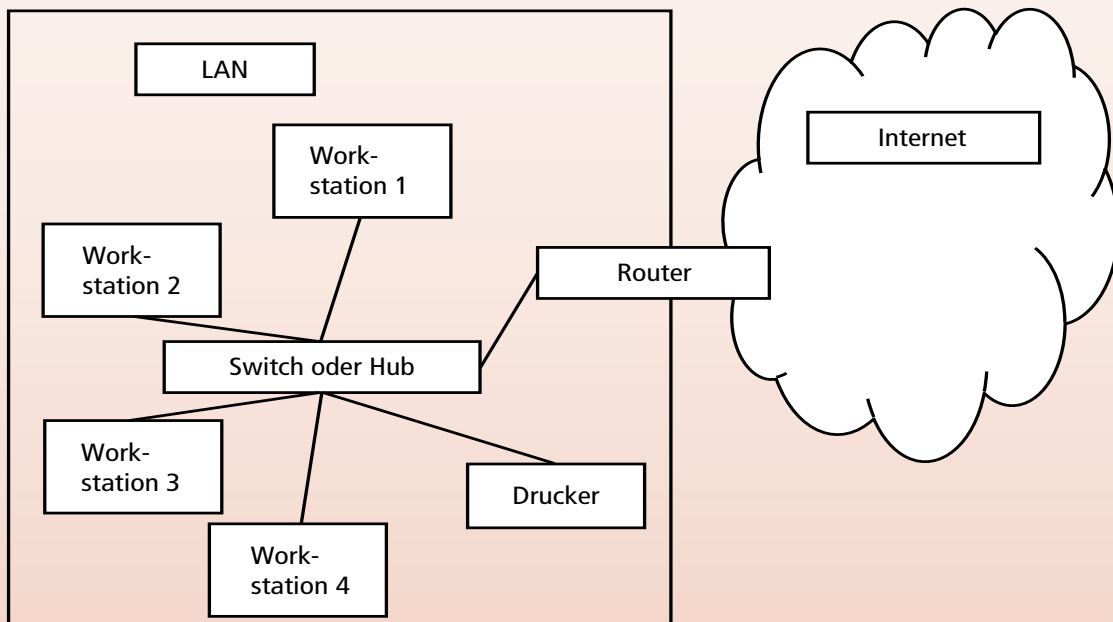 LAN
Internet
Work-
station 1
Work-
station 2
Router
Switch oder Hub
Work-
station 3
Drucker
Work-
station 4